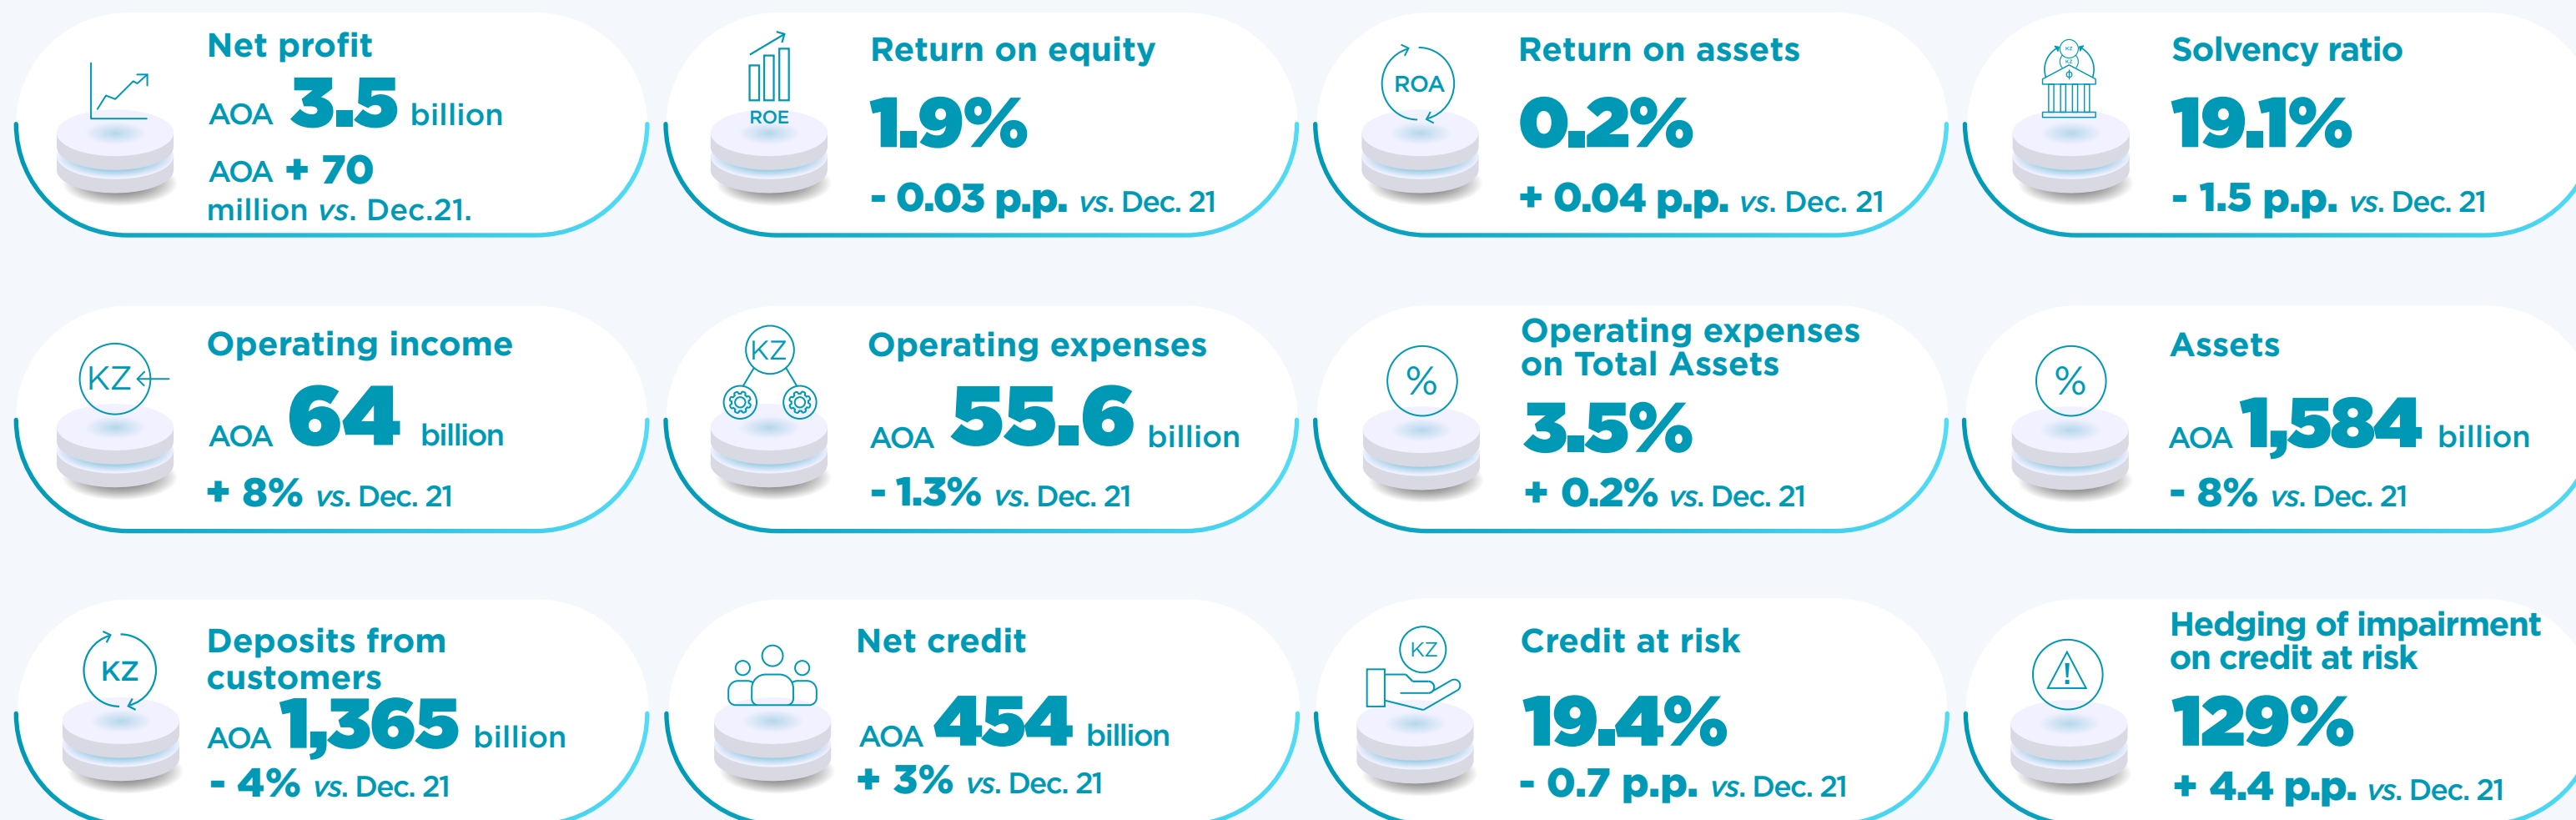 Net profit
AOA 3.5 billion
AOA + 70
million vs. Dec.21.
ROE
Return on equity
1.9%
- 0.03 p.p. vs. Dec. 21
ROA
Return on assets
0.2%
+ 0.04 p.p. vs. Dec. 21
KZ
KZ
Solvency ratio
19.1%
- 1.5 p.p. vs. Dec. 21
KZ
Operating income
AOA 64 billion
+ 8% vs. Dec. 21
KZ
Operating expenses
AOA 55.6 billion
- 1.3% vs. Dec. 21
%
Operating expenses
on Total Assets
3.5%
+ 0.2% vs. Dec. 21
%
Assets
AOA 1,584 billion
- 8% vs. Dec. 21
KZ
Deposits from
customers
AOA 1,365 billion
- 4% vs. Dec. 21
Net credit
AOA 454 billion
+ 3% vs. Dec. 21
KZ
Credit at risk
19.4%
- 0.7 p.p. vs. Dec. 21
!
Hedging of impairment
on credit at risk
129%
+ 4.4 p.p. vs. Dec. 21